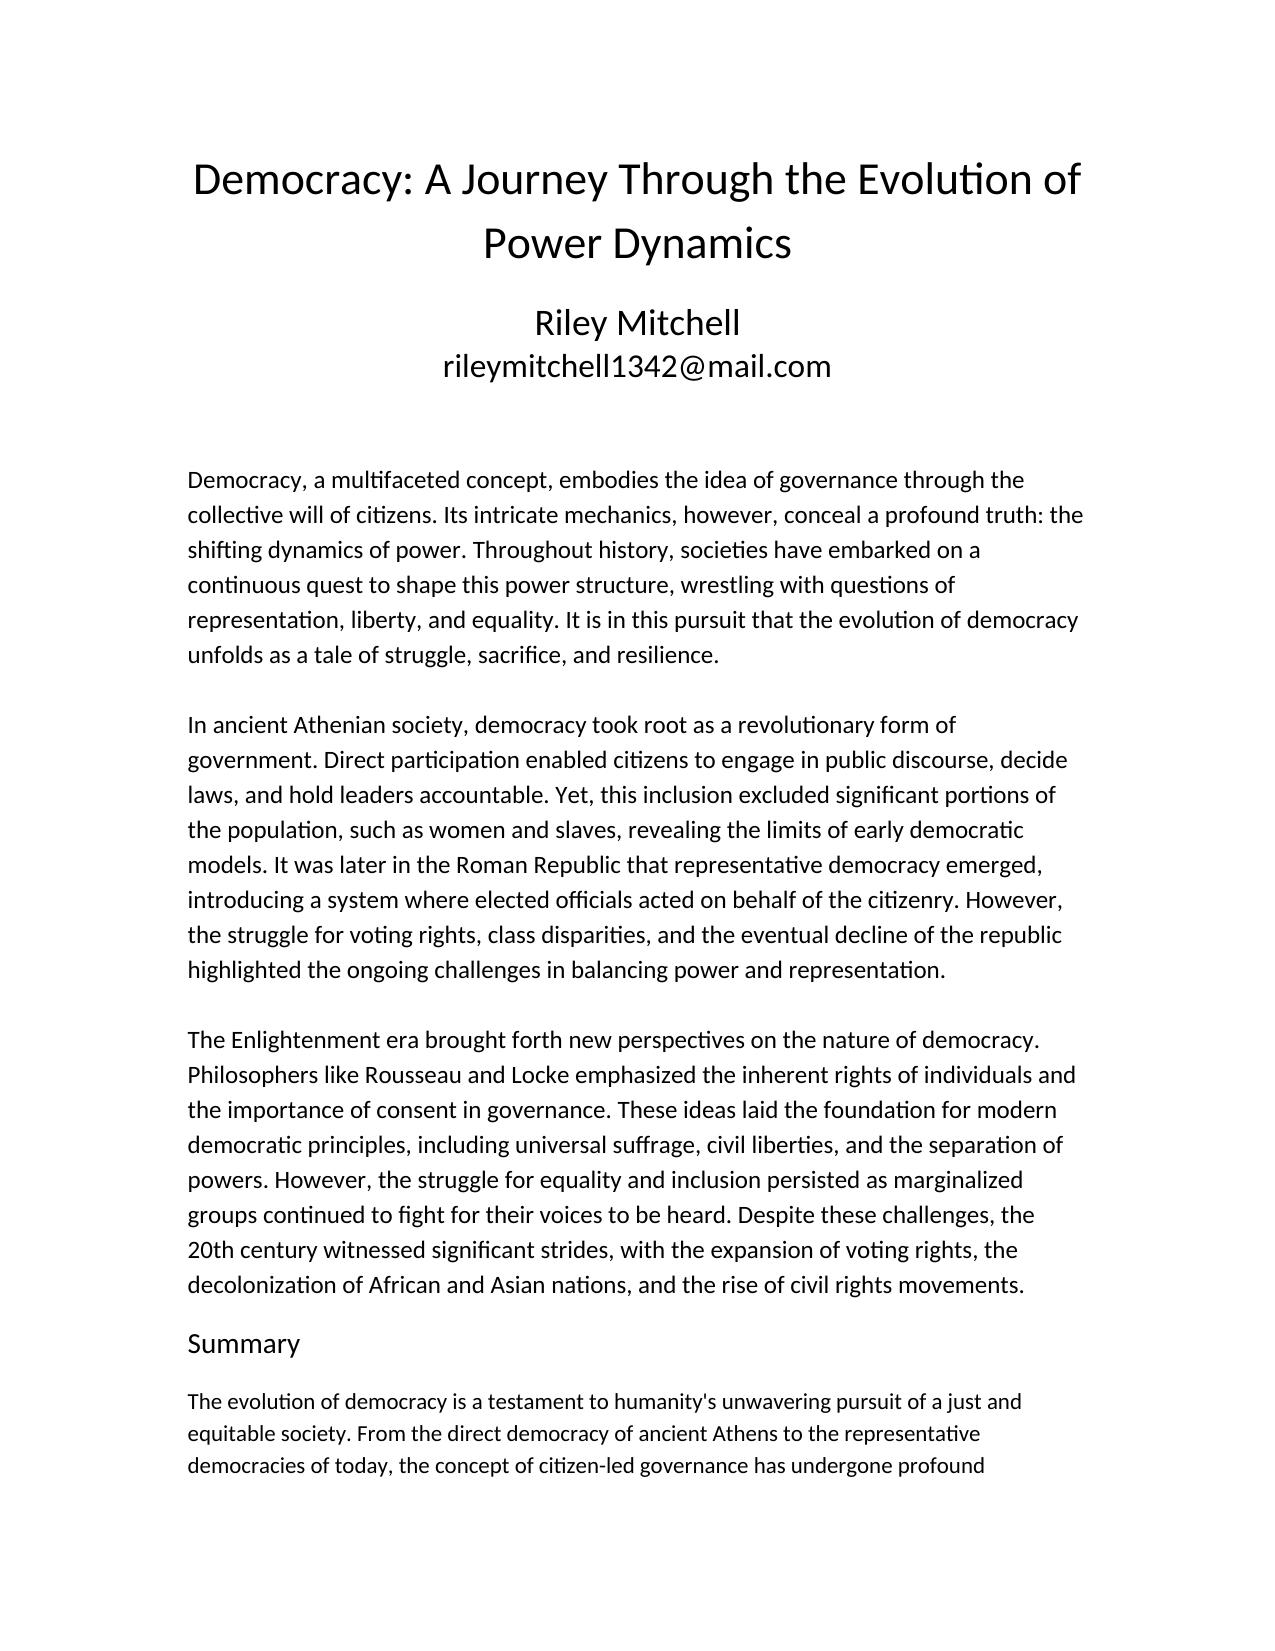 Democracy: A Journey Through the Evolution of
Power Dynamics
Riley Mitchell
rileymitchell1342@mail.com
Democracy, a multifaceted concept, embodies the idea of governance through the
collective will of citizens. Its intricate mechanics, however, conceal a profound truth: the
shifting dynamics of power. Throughout history, societies have embarked on a
continuous quest to shape this power structure, wrestling with questions of
representation, liberty, and equality. It is in this pursuit that the evolution of democracy
unfolds as a tale of struggle, sacrifice, and resilience.
In ancient Athenian society, democracy took root as a revolutionary form of
government. Direct participation enabled citizens to engage in public discourse, decide
laws, and hold leaders accountable. Yet, this inclusion excluded significant portions of
the population, such as women and slaves, revealing the limits of early democratic
models. It was later in the Roman Republic that representative democracy emerged,
introducing a system where elected officials acted on behalf of the citizenry. However,
the struggle for voting rights, class disparities, and the eventual decline of the republic
highlighted the ongoing challenges in balancing power and representation.
The Enlightenment era brought forth new perspectives on the nature of democracy.
Philosophers like Rousseau and Locke emphasized the inherent rights of individuals and
the importance of consent in governance. These ideas laid the foundation for modern
democratic principles, including universal suffrage, civil liberties, and the separation of
powers. However, the struggle for equality and inclusion persisted as marginalized
groups continued to fight for their voices to be heard. Despite these challenges, the
20th century witnessed significant strides, with the expansion of voting rights, the
decolonization of African and Asian nations, and the rise of civil rights movements.
Summary
The evolution of democracy is a testament to humanity's unwavering pursuit of a just and
equitable society. From the direct democracy of ancient Athens to the representative
democracies of today, the concept of citizen-led governance has undergone profound